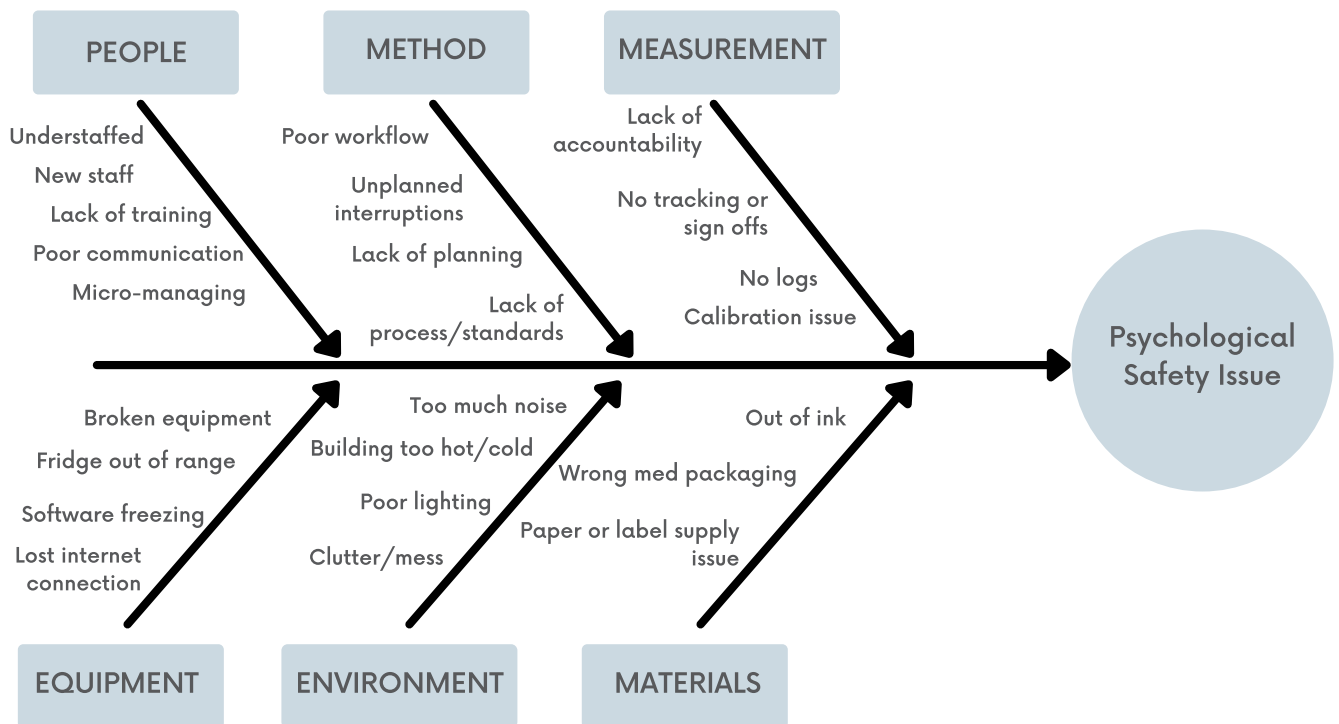 PEOPLE
METHOD
MEASUREMENT
Understaffed
New staff
Lack of training
Poor communication
Micro-managing
Poor workflow
Unplanned
interruptions
Lack of planning
Lack of
process/standards
Lack of
accountability
No tracking or
sign offs
No logs
Calibration issue
Psychological
Safety Issue
Broken equipment
Fridge out of range
Software freezing
Lost internet
connection
Too much noise
Building too hot/cold
Poor lighting
Clutter/mess
Out of ink
Wrong med packaging
Paper or label supply
issue
EQUIPMENT
ENVIRONMENT
MATERIALS